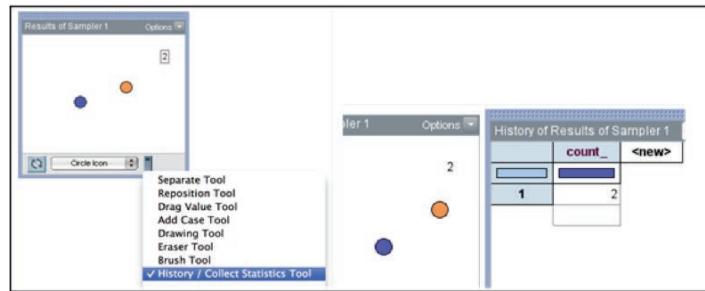 Results of Sampler 1 Options
2
Circle Icon
Separate Tool
Reposition Tool
Drag Value Tool
Add Case Tool
Drawing Tool
Eraser Tool
Brush Tool
✓ History / Collect Statistics Tool
pler 1 Options
2
History of Results of Sampler 1
count_ <new>
1 2